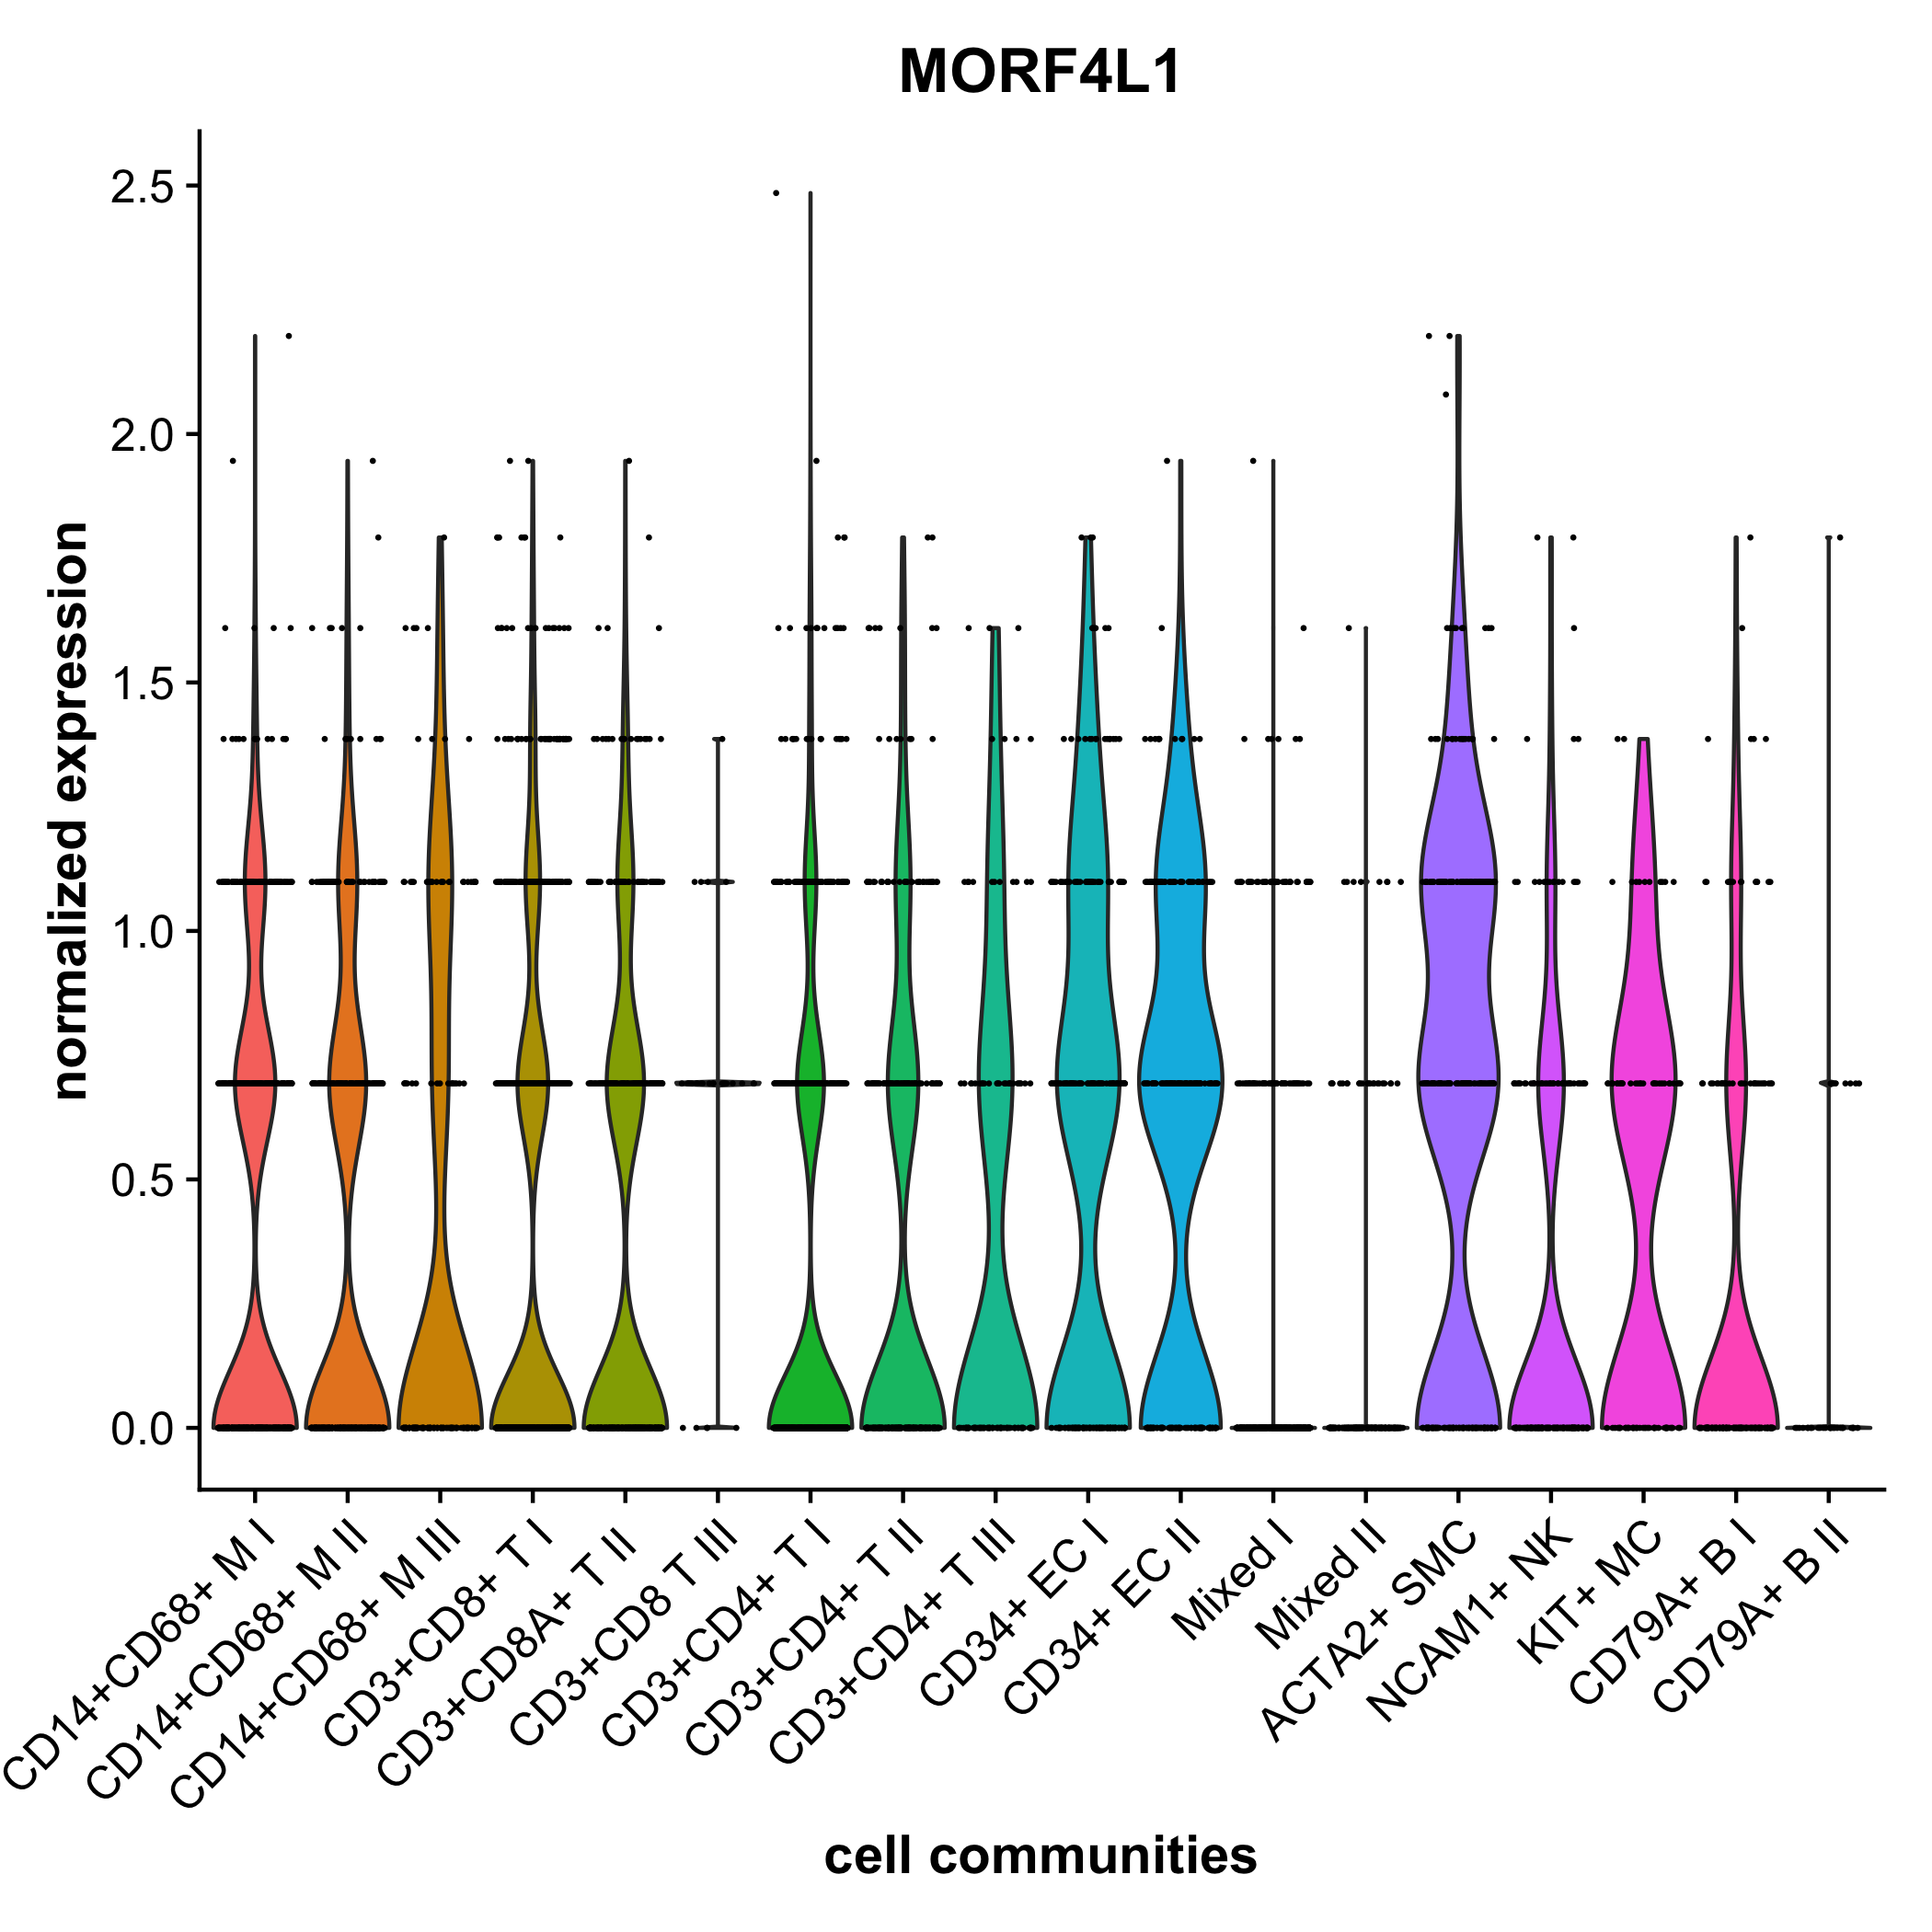 MORF4L1
normalized expression
2.5
2.0
1.5
1.0
0.5
0.0
CD14+CD68+ M I
CD14+CD68+ M II
CD14+CD68+ M III
CD3+CD8+ T I
CD3+CD8A+ T II
CD3+CD8 T III
CD3+CD4+ T I
CD3+CD4+ T II
CD3+CD4+ T III
CD34+ EC I
CD34+ EC II
Mixed I
Mixed II
ACTA2+ SMC
NCAM1+ NK
KIT+ MC
CD79A+ B I
CD79A+ B II
cell communities